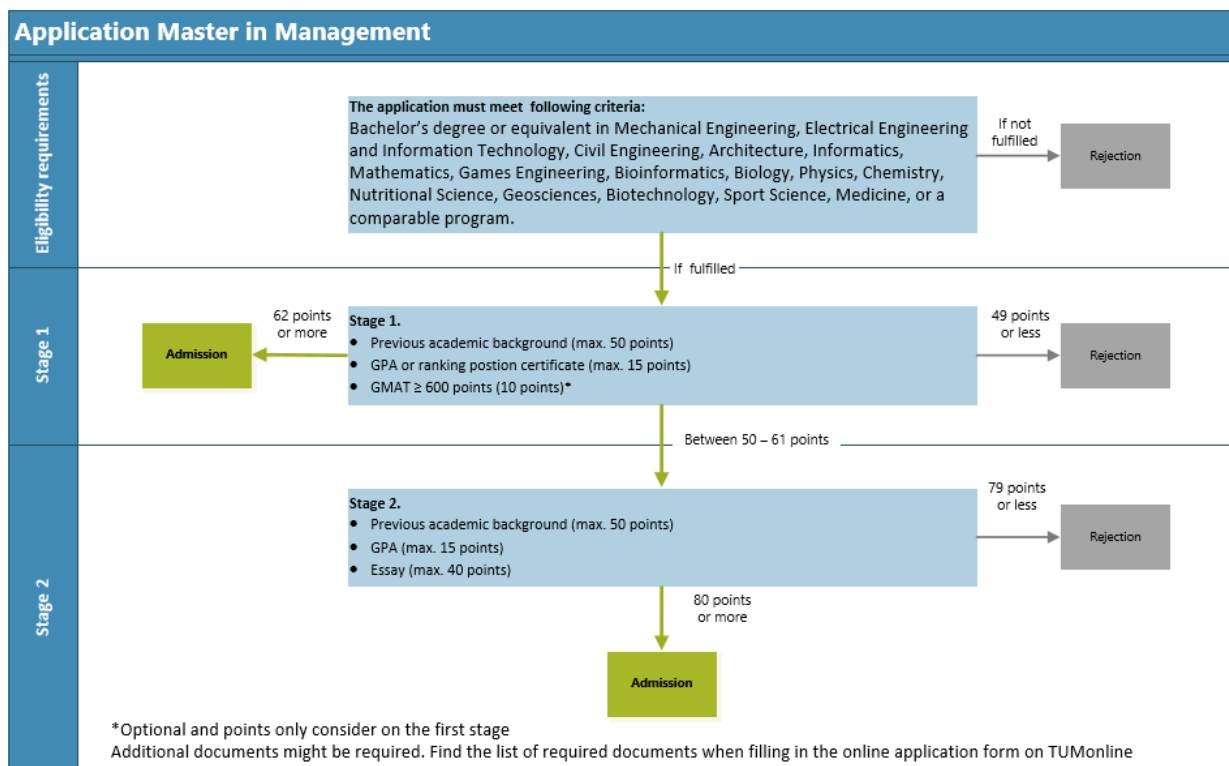 Application Master in Management
Eligibility requirements
The application must meet following criteria:
Bachelor's degree or equivalent in Mechanical Engineering, Electrical Engineering
and Information Technology, Civil Engineering, Architecture, Informatics,
Mathematics, Games Engineering, Bioinformatics, Biology, Physics, Chemistry,
Nutritional Science, Geosciences, Biotechnology, Sport Science, Medicine, or a
comparable program.
If not
fulfilled
Rejection
If fulfilled
Stage 1
62 points
or more
Admission
Stage 1.
• Previous academic background (max. 50 points)
• GPA or ranking postion certificate (max. 15 points)
• GMAT ≥ 600 points (10 points)*
49 points
or less
Rejection
Between 50 – 61 points
Stage 2
Stage 2.
• Previous academic background (max. 50 points)
• GPA (max. 15 points)
• Essay (max. 40 points)
79 points
or less
Rejection
80 points
or more
Admission
*Optional and points only consider on the first stage
Additional documents might be required. Find the list of required documents when filling in the online application form on TUMonline